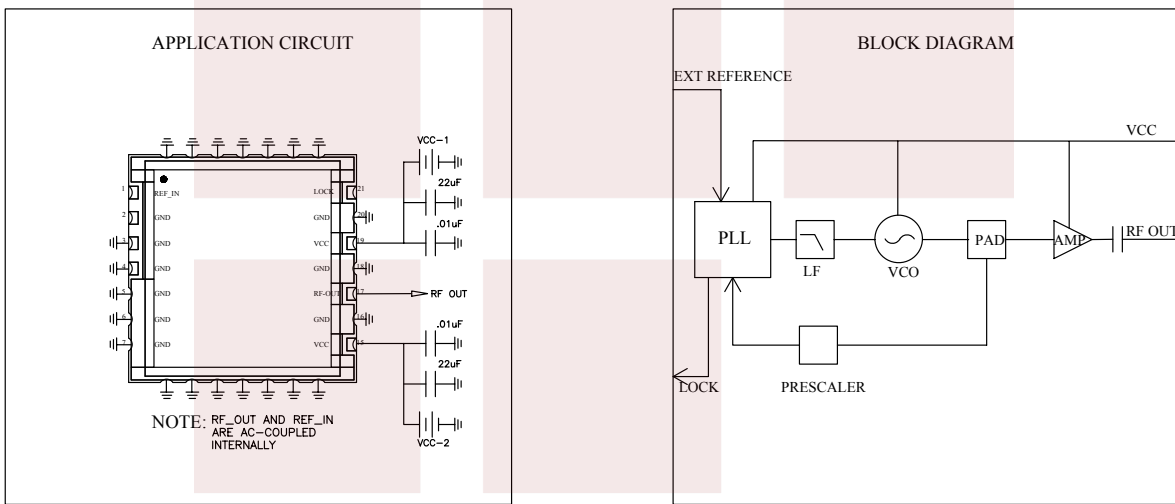 APPLICATION CIRCUIT
VCC-1
22uF
.01uF
1 REF_IN LOCK 21
2 GND GND 20
3 GND VCC 19
4 GND GND 18
5 GND RF-OUT 17 RF OUT
6 GND GND 16
7 GND VCC 15
.01uF
22uF
VCC-2
NOTE: RF_OUT AND REF_IN
ARE AC-COUPLED
INTERNALLY
BLOCK DIAGRAM
EXT REFERENCE
VCC
PLL
LF
VCO
PAD
AMP
RF OUT
PRESCALER
LOCK